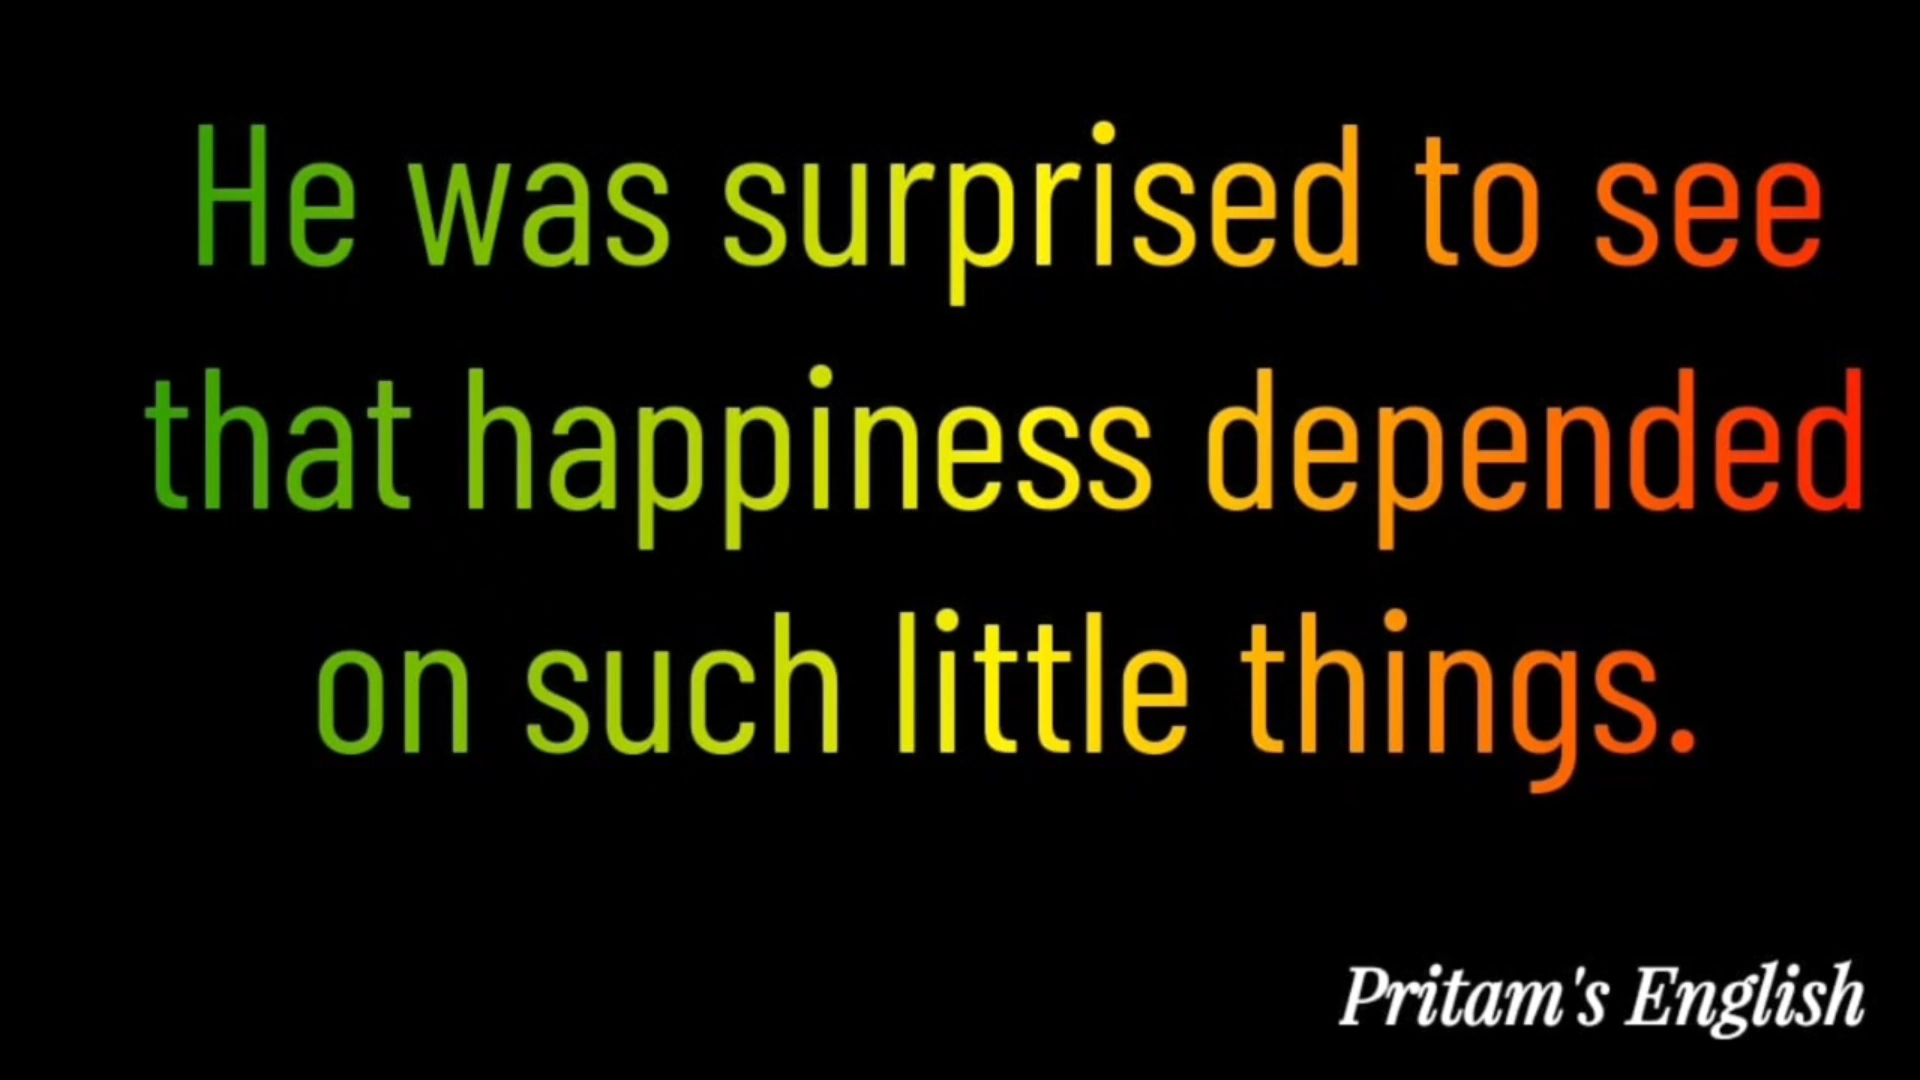 He was surprised to see
that happiness depended
on such little things.
Pritam's English